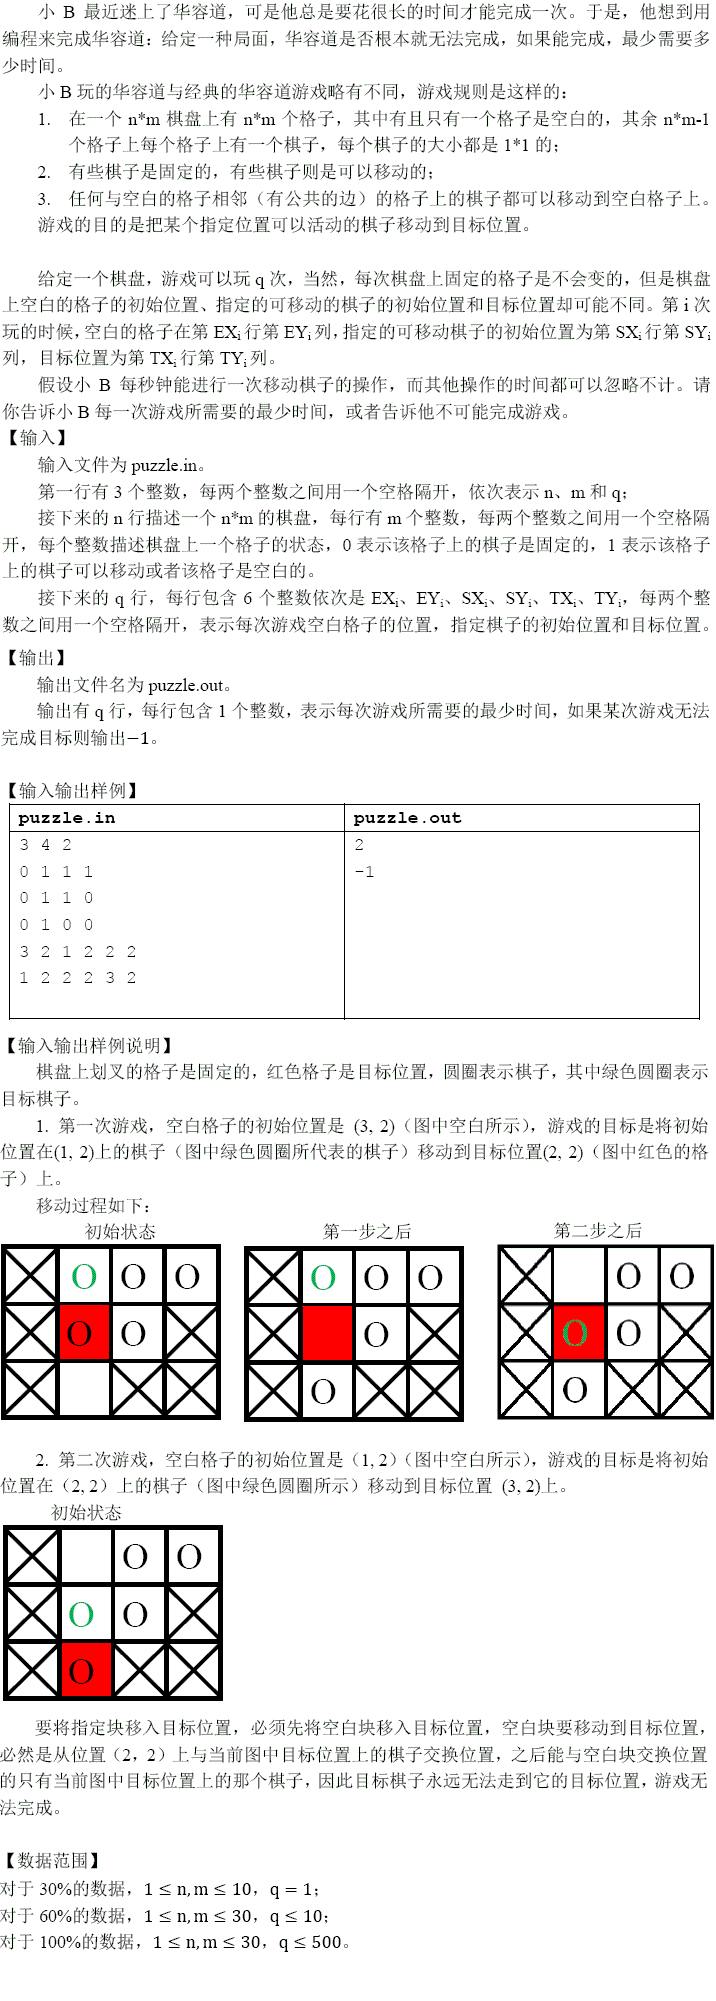 小 B 最近迷上了华容道，可是他总是要花很长的时间才能完成一次。于是，他想到用
编程来完成华容道：给定一种局面，华容道是否根本就无法完成，如果能完成，最少需要多
少时间。
小 B 玩的华容道与经典的华容道游戏略有不同，游戏规则是这样的：
1. 在一个 n*m 棋盘上有 n*m 个格子，其中有且只有一个格子是空白的，其余 n*m-1
个格子上每个格子上有一个棋子，每个棋子的大小都是 1*1 的；
2. 有些棋子是固定的，有些棋子则是可以移动的；
3. 任何与空白的格子相邻（有公共的边）的格子上的棋子都可以移动到空白格子上。
游戏的目的是把某个指定位置可以活动的棋子移动到目标位置。
给定一个棋盘，游戏可以玩 q 次，当然，每次棋盘上固定的格子是不会变的，但是棋盘
上空白的格子的初始位置、指定的可移动的棋子的初始位置和目标位置却可能不同。第 i 次
玩的时候，空白的格子在第 EXi 行第 EYi 列，指定的可移动棋子的初始位置为第 SXi 行第 SYi
列，目标位置为第 TXi 行第 TYi 列。
假设小 B 每秒钟能进行一次移动棋子的操作，而其他操作的时间都可以忽略不计。请
你告诉小 B 每一次游戏所需要的最少时间，或者告诉他不可能完成游戏。
【输入】
输入文件为 puzzle.in。
第一行有 3 个整数，每两个整数之间用一个空格隔开，依次表示 n、m 和 q；
接下来的 n 行描述一个 n*m 的棋盘，每行有 m 个整数，每两个整数之间用一个空格隔
开，每个整数描述棋盘上一个格子的状态，0 表示该格子上的棋子是固定的，1 表示该格子
上的棋子可以移动或者该格子是空白的。
接下来的 q 行，每行包含 6 个整数依次是 EXi、EYi、SXi、SYi、TXi、TYi，每两个整
数之间用一个空格隔开，表示每次游戏空白格子的位置，指定棋子的初始位置和目标位置。
【输出】
输出文件名为 puzzle.out。
输出有 q 行，每行包含 1 个整数，表示每次游戏所需要的最少时间，如果某次游戏无法
完成目标则输出−1。
【输入输出样例】
puzzle.in puzzle.out
3 4 2 2
0 1 1 1 -1
0 1 1 0
0 1 0 0
3 2 1 2 2 2
1 2 2 2 3 2
【输入输出样例说明】
棋盘上划叉的格子是固定的，红色格子是目标位置，圆圈表示棋子，其中绿色圆圈表示
目标棋子。
1. 第一次游戏，空白格子的初始位置是 (3, 2)（图中空白所示），游戏的目标是将初始
位置在(1, 2)上的棋子（图中绿色圆圈所代表的棋子）移动到目标位置(2, 2)（图中红色的格
子）上。
移动过程如下：
初始状态 第一步之后 第二步之后
2. 第二次游戏，空白格子的初始位置是（1, 2）（图中空白所示），游戏的目标是将初始
位置在（2, 2）上的棋子（图中绿色圆圈所示）移动到目标位置 (3, 2)上。
初始状态
要将指定块移入目标位置，必须先将空白块移入目标位置，空白块要移动到目标位置，
必然是从位置（2，2）上与当前图中目标位置上的棋子交换位置，之后能与空白块交换位置
的只有当前图中目标位置上的那个棋子，因此目标棋子永远无法走到它的目标位置，游戏无
法完成。
【数据范围】
对于 30%的数据，1 ≤ n, m ≤ 10，q = 1；
对于 60%的数据，1 ≤ n, m ≤ 30，q ≤ 10；
对于 100%的数据，1 ≤ n, m ≤ 30，q ≤ 500。